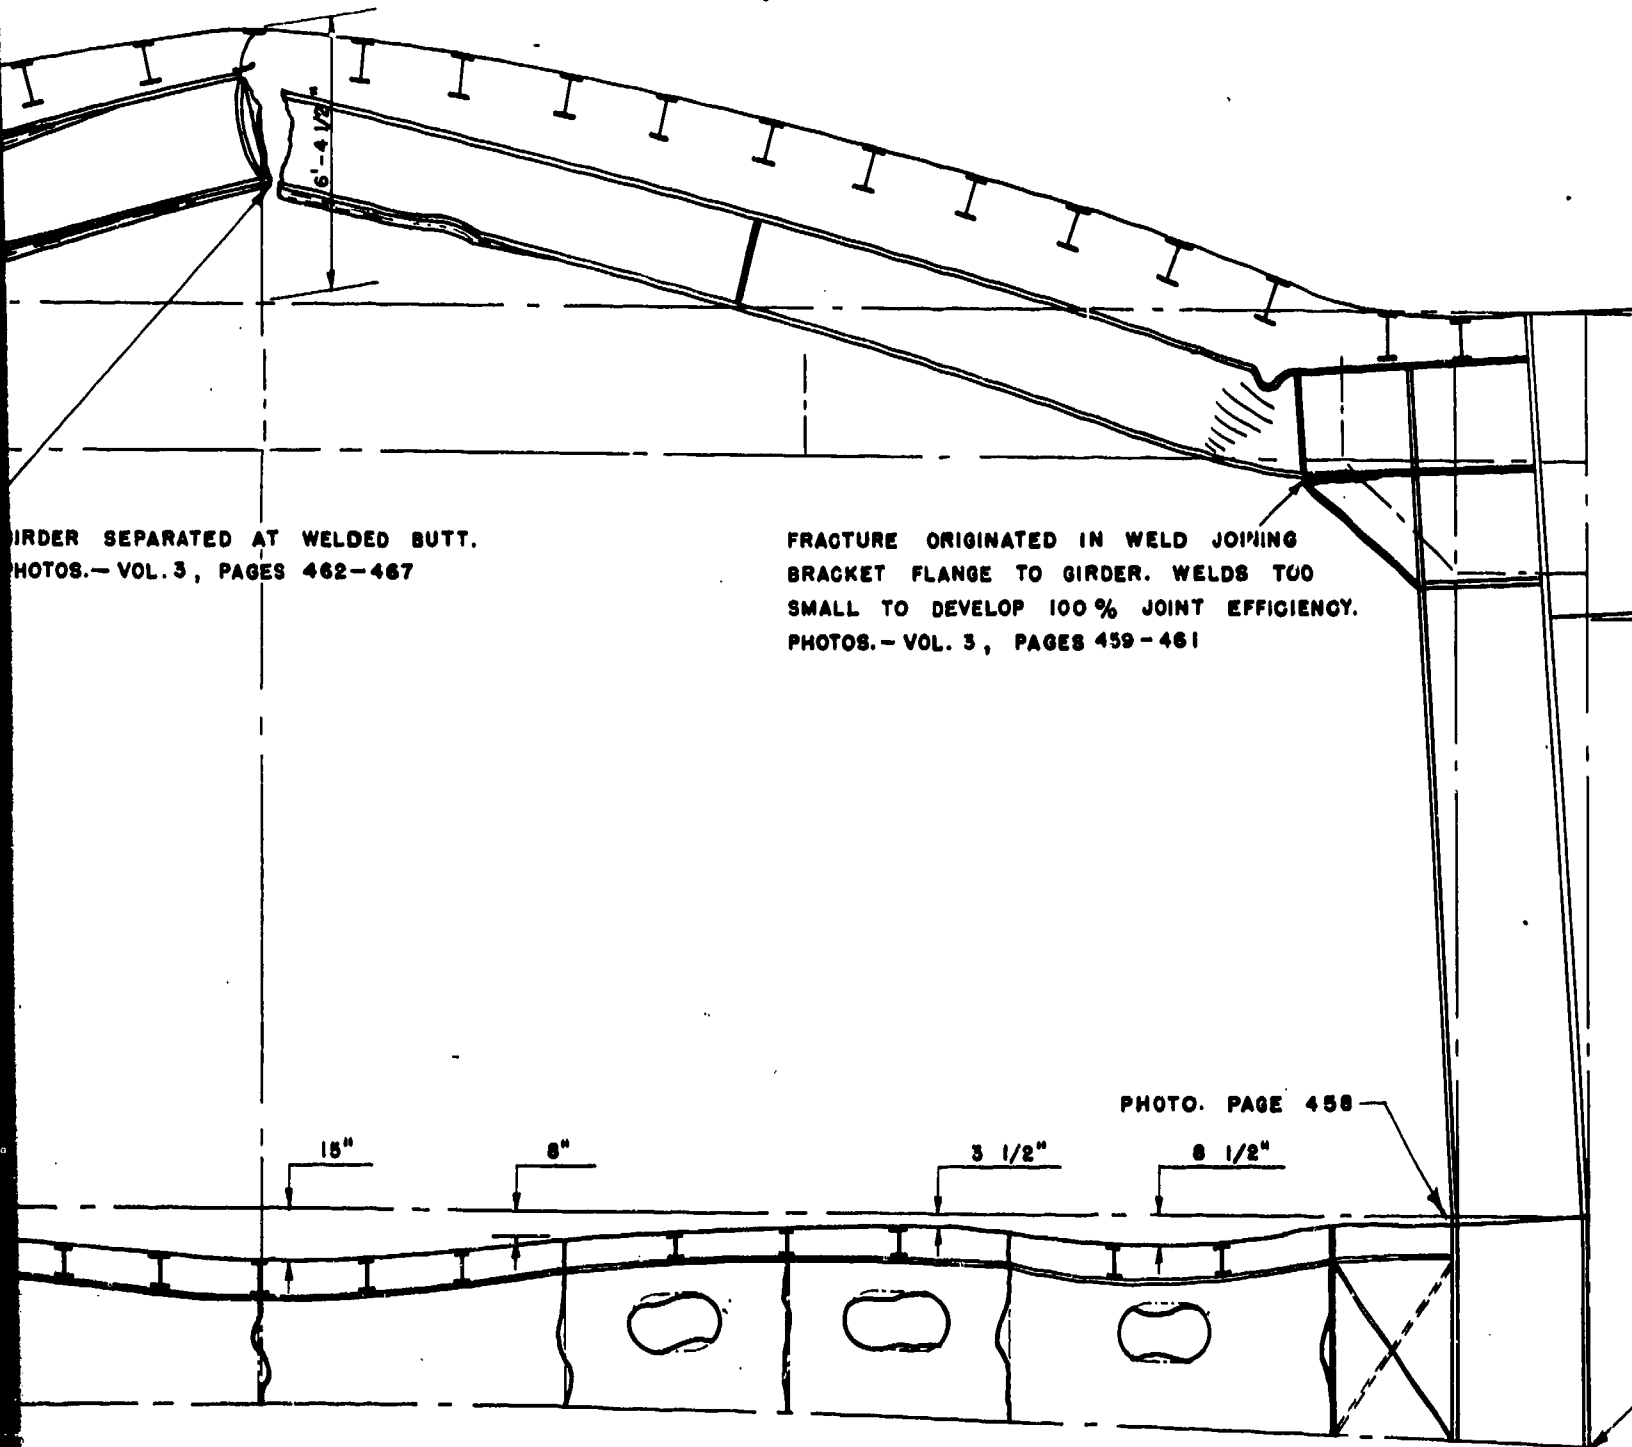 6'-4 1/2"
IRDER SEPARATED AT WELDED BUTT.
HOTOS.— VOL. 3, PAGES 462-467
FRACTURE ORIGINATED IN WELD JOINING
BRACKET FLANGE TO GIRDER. WELDS TOO
SMALL TO DEVELOP 100% JOINT EFFICIENCY.
PHOTOS.— VOL. 3, PAGES 459-461
PHOTO. PAGE 458
15"
8"
3 1/2"
8 1/2"